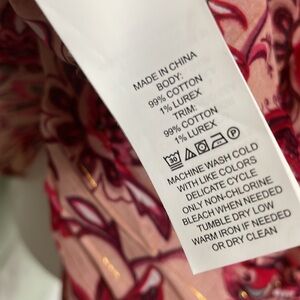 MADE IN CHINA
BODY:
99% COTTON
1% LUREX
TRIM:
99% COTTON
1% LUREX
30 P
MACHINE WASH COLD
WITH LIKE COLORS
DELICATE CYCLE
ONLY NON-CHLORINE
BLEACH WHEN NEEDED
TUMBLE DRY LOW
WARM IRON IF NEEDED
OR DRY CLEAN